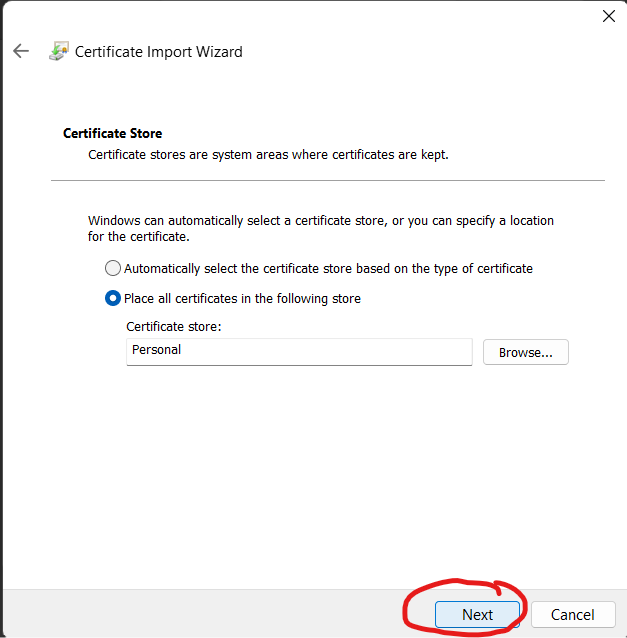 Certificate Import Wizard
Certificate Store
Certificate stores are system areas where certificates are kept.
Windows can automatically select a certificate store, or you can specify a location
for the certificate.
Automatically select the certificate store based on the type of certificate
Place all certificates in the following store
Certificate store:
Personal
Browse...
Next
Cancel